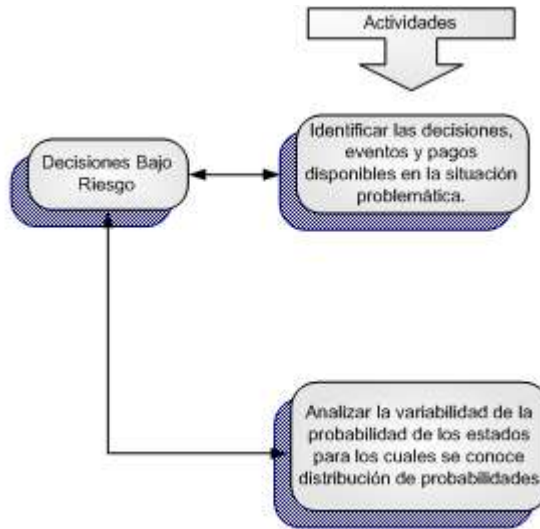 Actividades
Identificar las decisiones,
eventos y pagos
disponibles en la situación
problemática.
Decisiones Bajo
Riesgo
Analizar la variabilidad de la
probabilidad de los estados
para los cuales se conoce
distribución de probabilidades